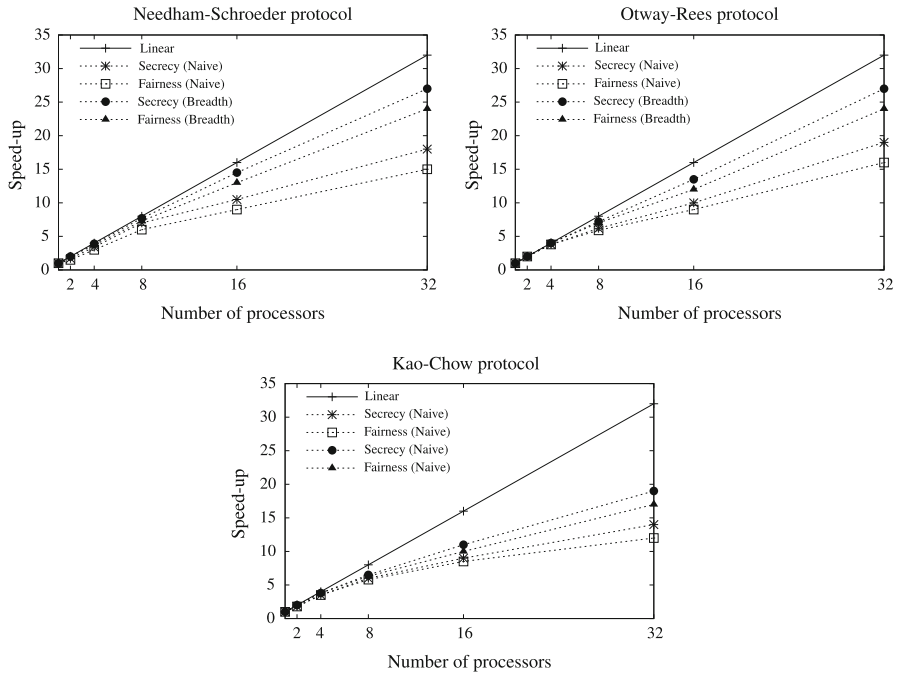 Needham-Schroeder protocol
Speed-up
35
30
25
20
15
10
5
0
Linear
Secrecy (Naive)
Fairness (Naive)
Secrecy (Breadth)
Fairness (Breadth)
2 4 8 16 32
Number of processors
Otway-Rees protocol
Speed-up
35
30
25
20
15
10
5
0
Linear
Secrecy (Naive)
Fairness (Naive)
Secrecy (Breadth)
Fairness (Breadth)
2 4 8 16 32
Number of processors
Kao-Chow protocol
Speed-up
35
30
25
20
15
10
5
0
Linear
Secrecy (Naive)
Fairness (Naive)
Secrecy (Naive)
Fairness (Naive)
2 4 8 16 32
Number of processors